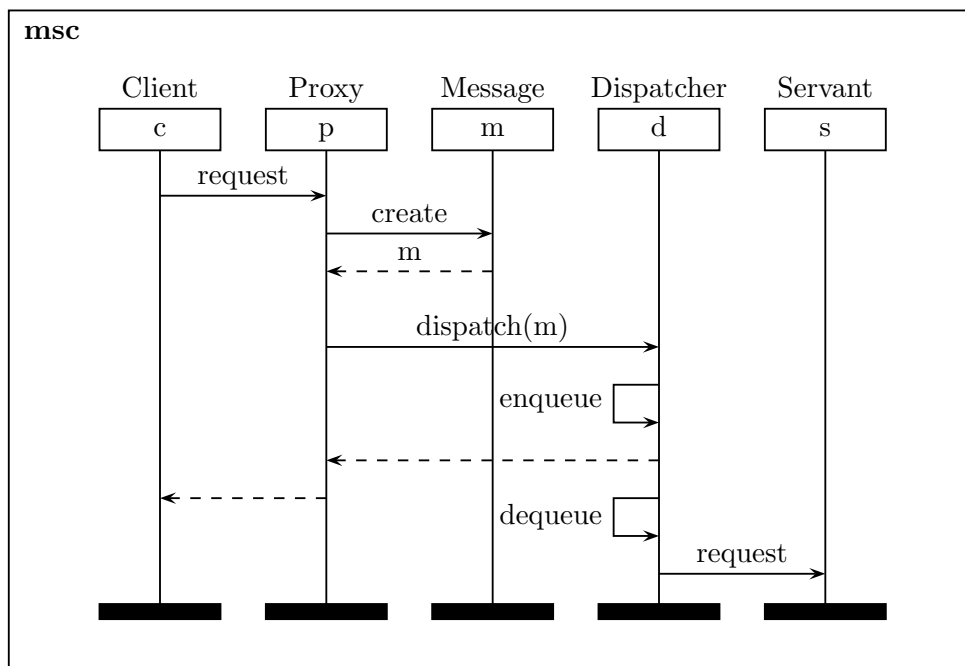 msc
Client Proxy Message Dispatcher Servant
c p m d s
request
create
m
dispatch(m)
enqueue
dequeue
request